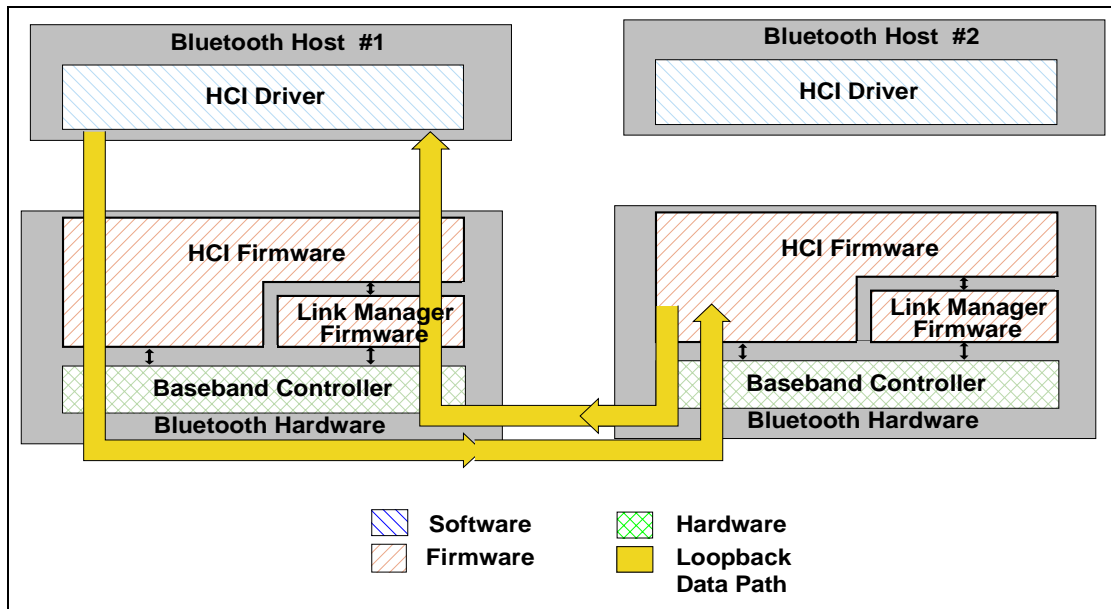 Bluetooth Host #1
HCI Driver
Bluetooth Host #2
HCI Driver
HCI Firmware
Link Manager
Firmware
Baseband Controller
Bluetooth Hardware
HCI Firmware
Link Manager
Firmware
Baseband Controller
Bluetooth Hardware
Software
Firmware
Hardware
Loopback
Data Path